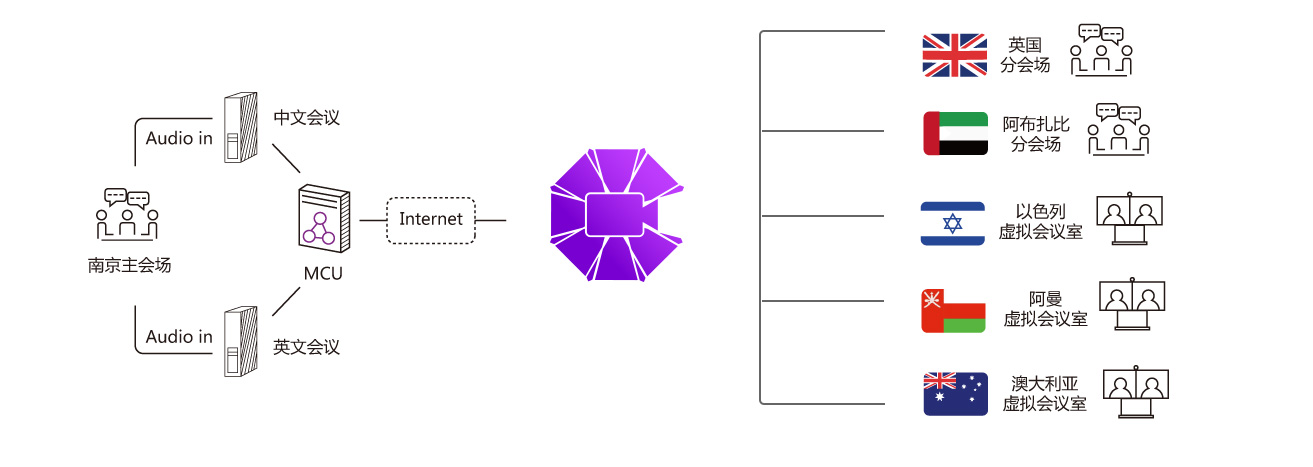 中文会议
Audio in
南京主会场
MCU
Internet
Audio in
英文会议
英国
分会场
阿布扎比
分会场
以色列
虚拟会议室
阿曼
虚拟会议室
澳大利亚
虚拟会议室